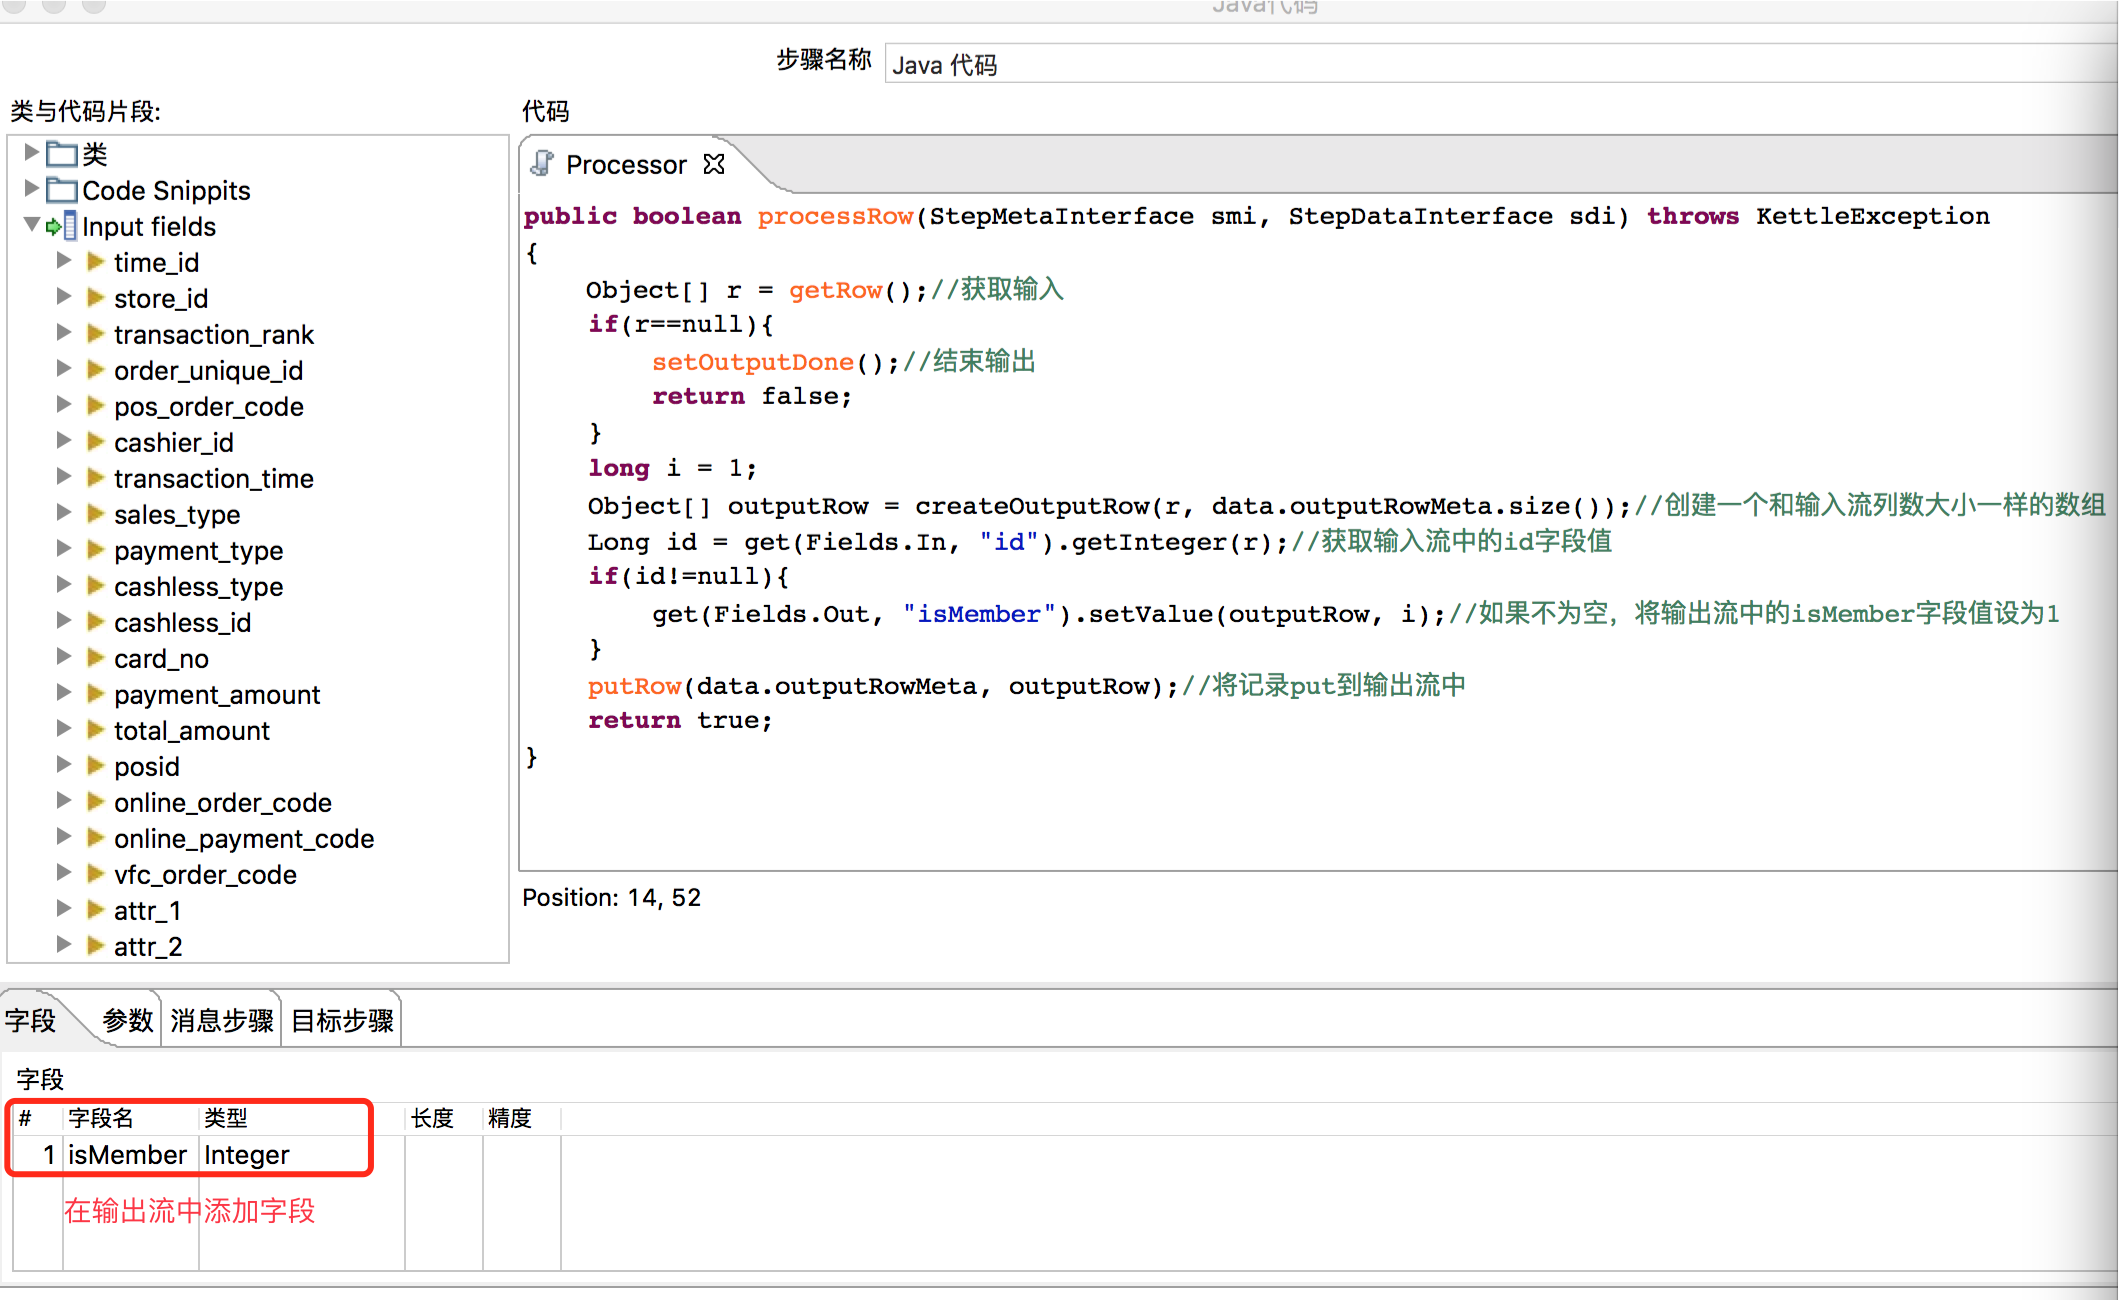 Java代码
步骤名称 Java 代码
类与代码片段:
类
Code Snippits
Input fields
time_id
store_id
transaction_rank
order_unique_id
pos_order_code
cashier_id
transaction_time
sales_type
payment_type
cashless_type
cashless_id
card_no
payment_amount
total_amount
posid
online_order_code
online_payment_code
vfc_order_code
attr_1
attr_2
代码
Processor
public boolean processRow(StepMetaInterface smi, StepDataInterface sdi) throws KettleException
{
Object[] r = getRow();//获取输入
if(r==null){
setOutputDone();//结束输出
return false;
}
long i = 1;
Object[] outputRow = createOutputRow(r, data.outputRowMeta.size());//创建一个和输入流列数大小一样的数组
Long id = get(Fields.In, "id").getInteger(r);//获取输入流中的id字段值
if(id!=null){
get(Fields.Out, "isMember").setValue(outputRow, i);//如果不为空，将输出流中的isMember字段值设为1
}
putRow(data.outputRowMeta, outputRow);//将记录put到输出流中
return true;
}
Position: 14, 52
字段 参数 消息步骤 目标步骤
字段
# 字段名 类型 长度 精度
1 isMember Integer
在输出流中添加字段